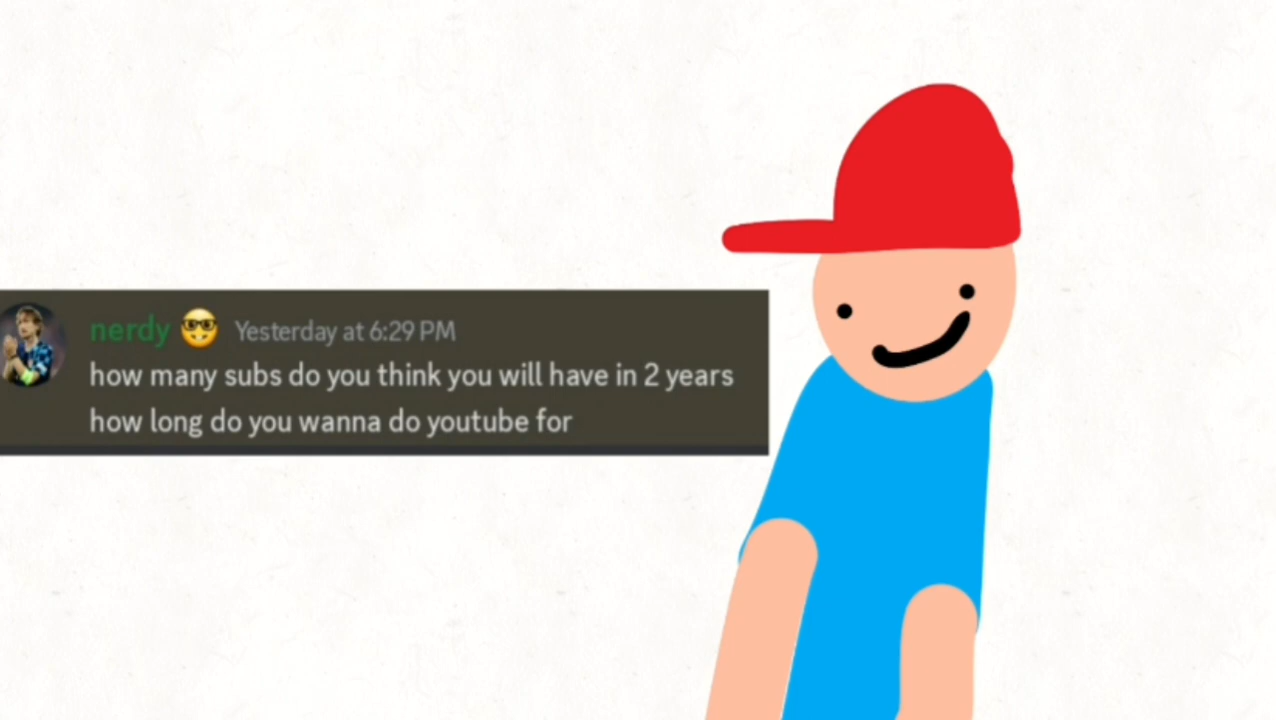 nerdy 🤓 Yesterday at 6:29 PM
how many subs do you think you will have in 2 years
how long do you wanna do youtube for